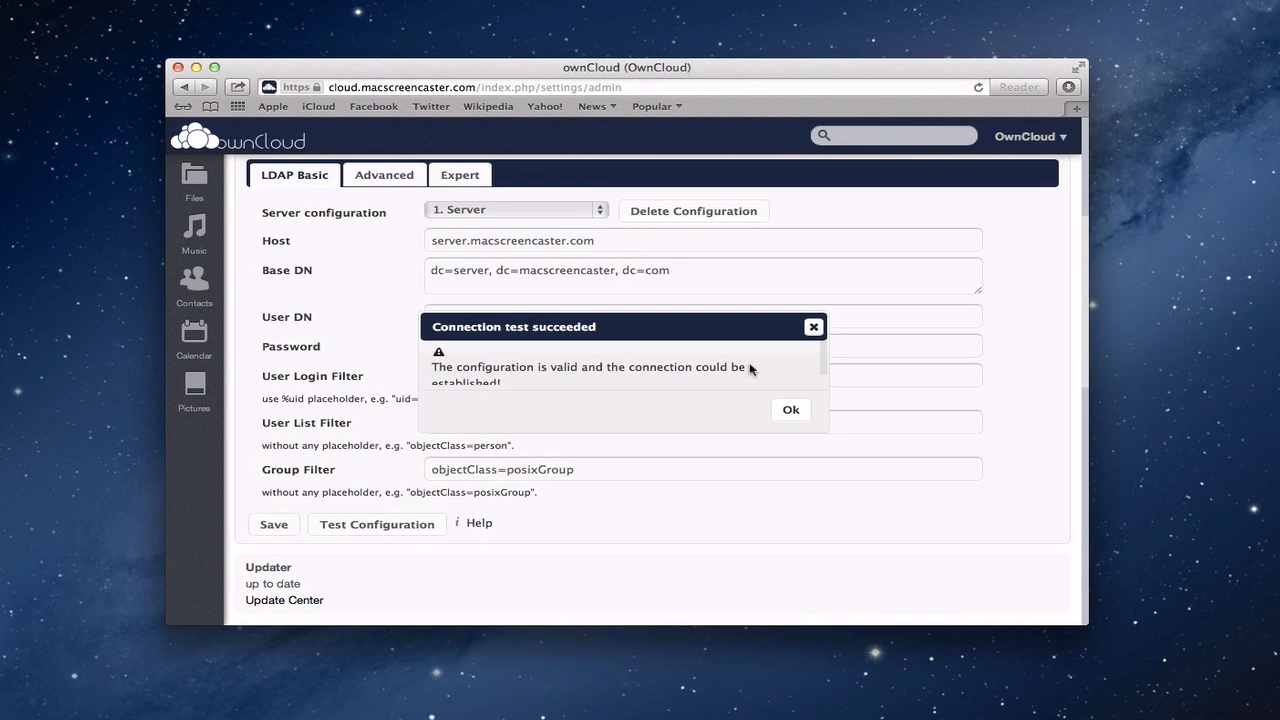 ownCloud (OwnCloud)
https cloud.macscreencaster.com/index.php/settings/admin Reader
Apple iCloud Facebook Twitter Wikipedia Yahoo! News Popular
ownCloud OwnCloud
LDAP Basic Advanced Expert
Server configuration 1. Server Delete Configuration
Host server.macscreencaster.com
Base DN dc=server, dc=macscreencaster, dc=com
User DN
Password
User Login Filter
use %uid placeholder, e.g. "uid=
User List Filter
without any placeholder, e.g. "objectClass=person".
Group Filter objectClass=posixGroup
without any placeholder, e.g. "objectClass=posixGroup".
Save Test Configuration i Help
Connection test succeeded
The configuration is valid and the connection could be
established!
Ok
Files
Music
Contacts
Calendar
Pictures
Updater
up to date
Update Center